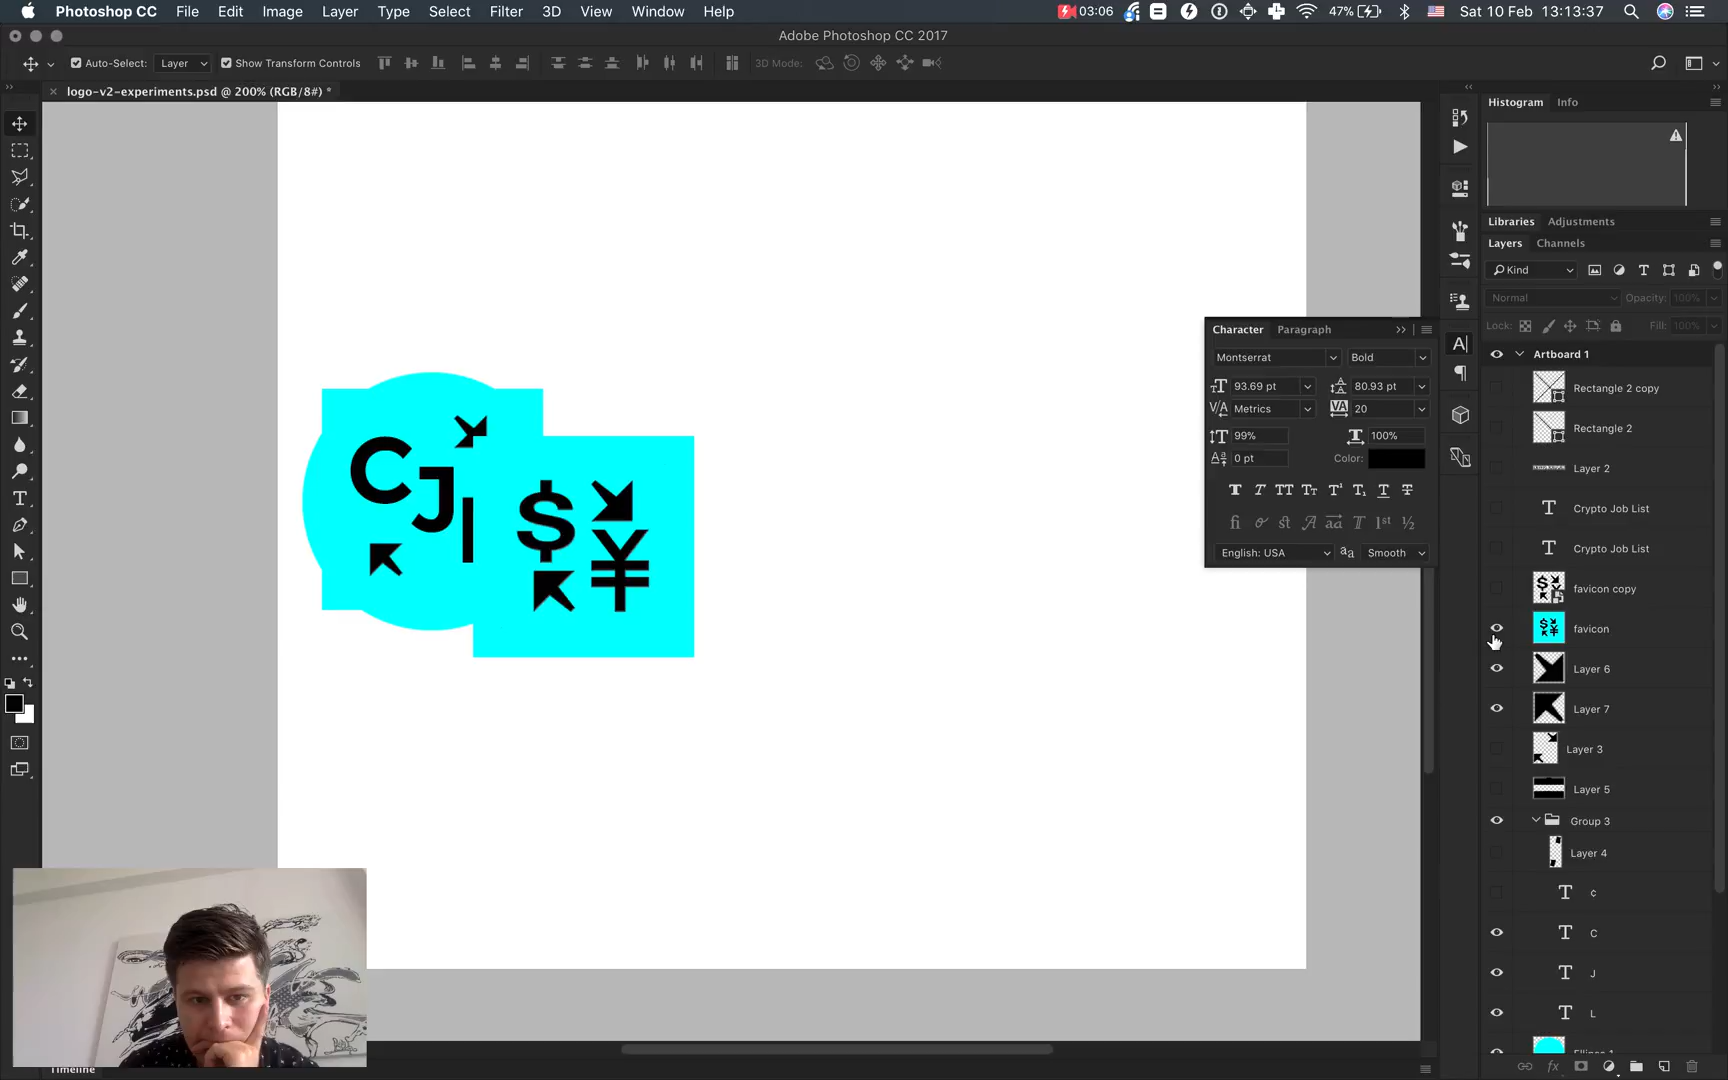 Photoshop CC File Edit Image Layer Type Select Filter 3D View Window Help 03:06 47% Sat 10 Feb 13:13:37
Adobe Photoshop CC 2017
Auto-Select: Layer Show Transform Controls 3D Mode:
logo-v2-experiments.psd @ 200% (RGB/8#) *
Histogram Info
Libraries Adjustments
Layers Channels
Kind
Normal Opacity: 100%
Lock: Fill: 100%
Character Paragraph
Montserrat Bold
93.69 pt 80.93 pt
Metrics 20
99% 100%
0 pt Color:
English: USA Smooth
Artboard 1
Rectangle 2 copy
Rectangle 2
Layer 2
Crypto Job List
Crypto Job List
favicon copy
favicon
Layer 6
Layer 7
Layer 3
Layer 5
Group 3
Layer 4
¢
C
J
L
Ellipse 1
C
J
$
¥
Timeline